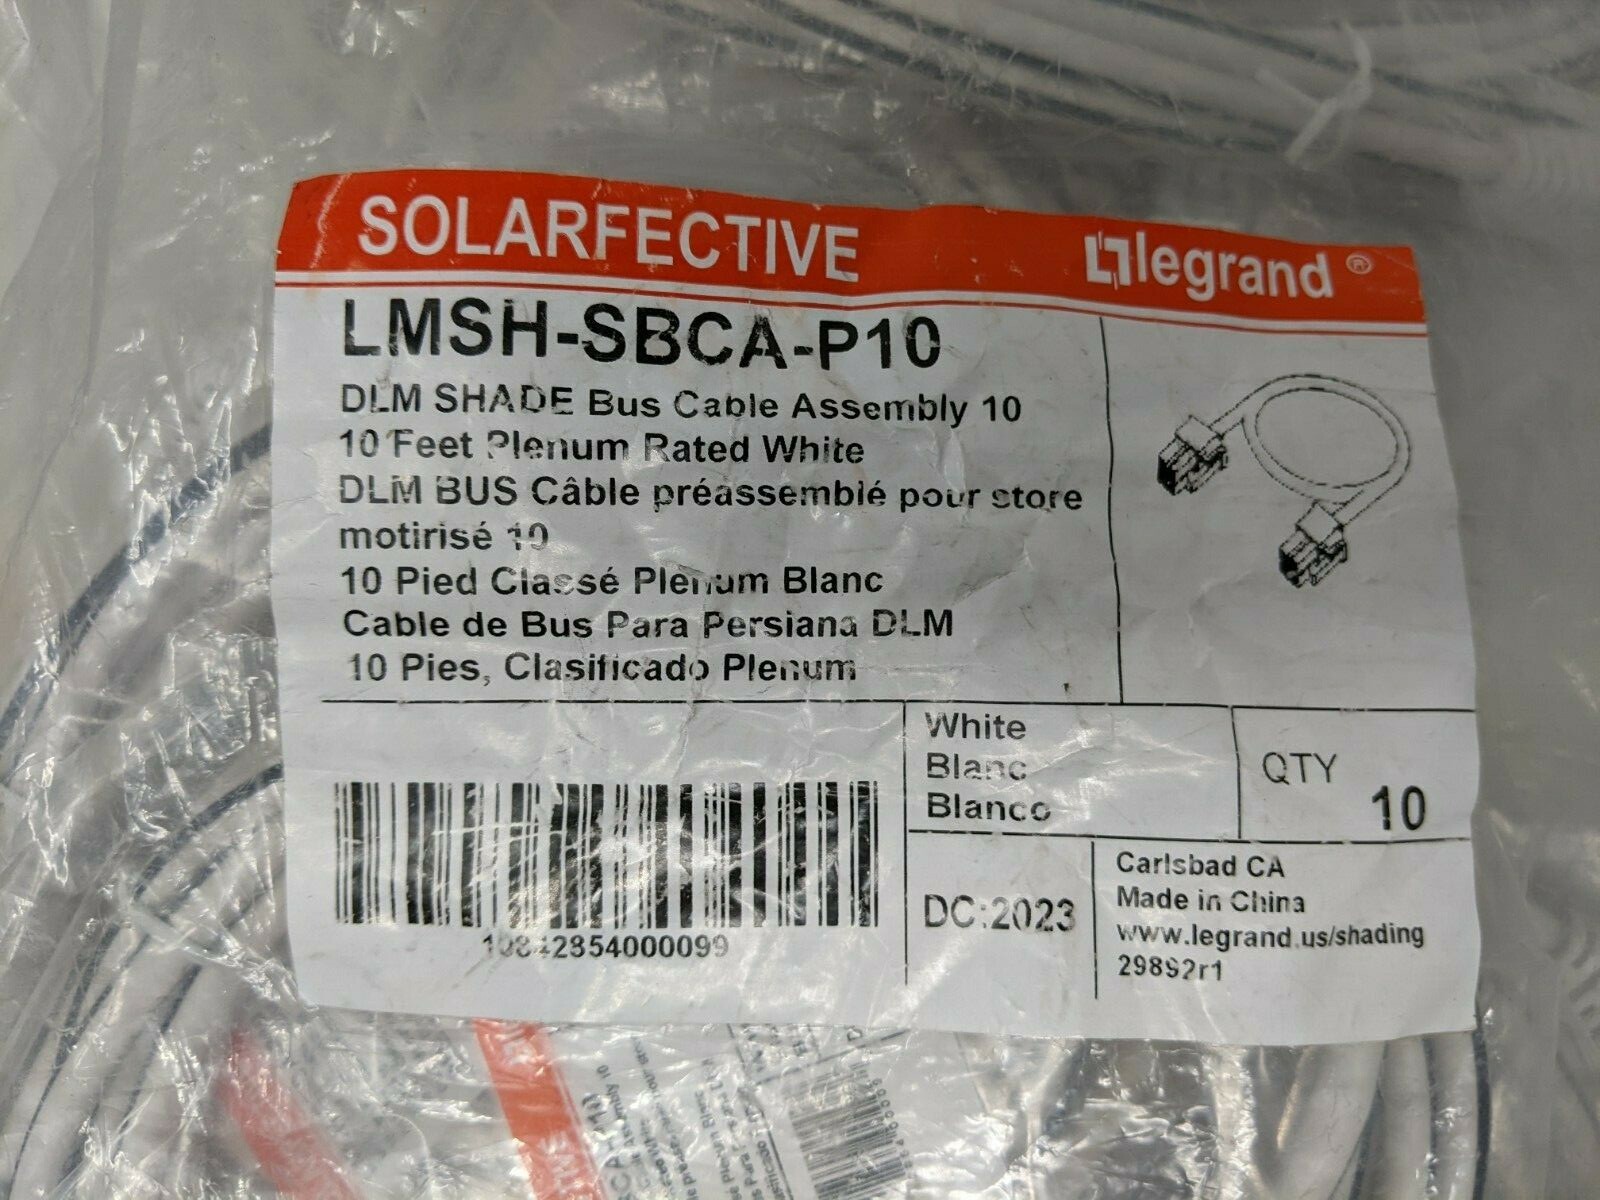 SOLARFECTIVE
legrand ®
LMSH-SBCA-P10
DLM SHADE Bus Cable Assembly 10
10 Feet Plenum Rated White
DLM BUS Câble préassemblé pour store
motirisé 10
10 Pied Classé Plenum Blanc
Cable de Bus Para Persiana DLM
10 Pies, Clasificado Plenum
White
Blanc
Blanco
QTY
10
10842854000099
DC:2023
Carlsbad CA
Made in China
www.legrand.us/shading